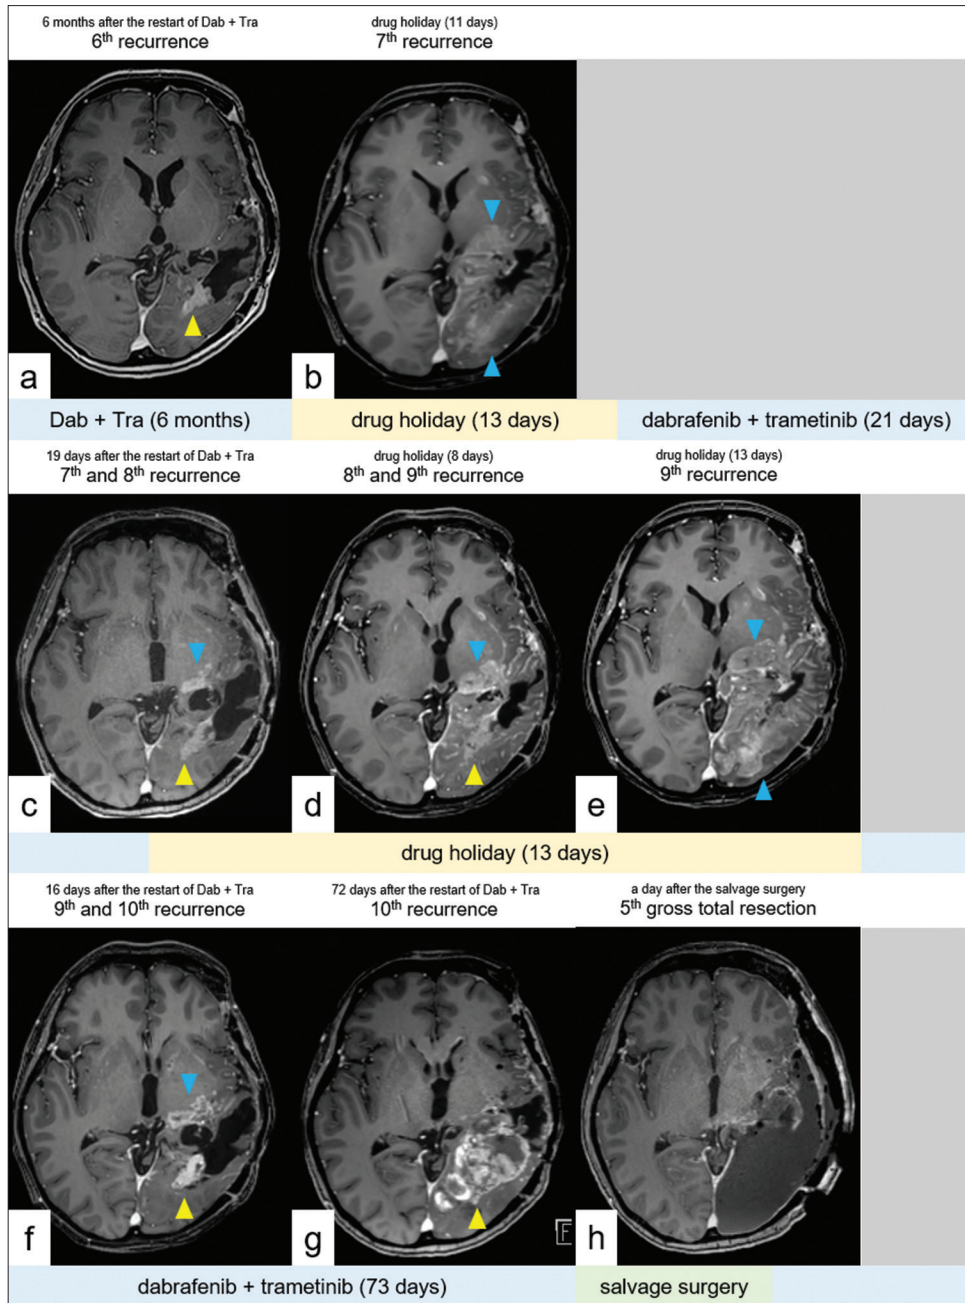 6 months after the restart of Dab + Tra
6th recurrence
drug holiday (11 days)
7th recurrence
a
b
Dab + Tra (6 months)
drug holiday (13 days)
dabrafenib + trametinib (21 days)
19 days after the restart of Dab + Tra
7th and 8th recurrence
drug holiday (8 days)
8th and 9th recurrence
drug holiday (13 days)
9th recurrence
c
d
e
drug holiday (13 days)
16 days after the restart of Dab + Tra
9th and 10th recurrence
72 days after the restart of Dab + Tra
10th recurrence
a day after the salvage surgery
5th gross total resection
f
g
F
h
dabrafenib + trametinib (73 days)
salvage surgery